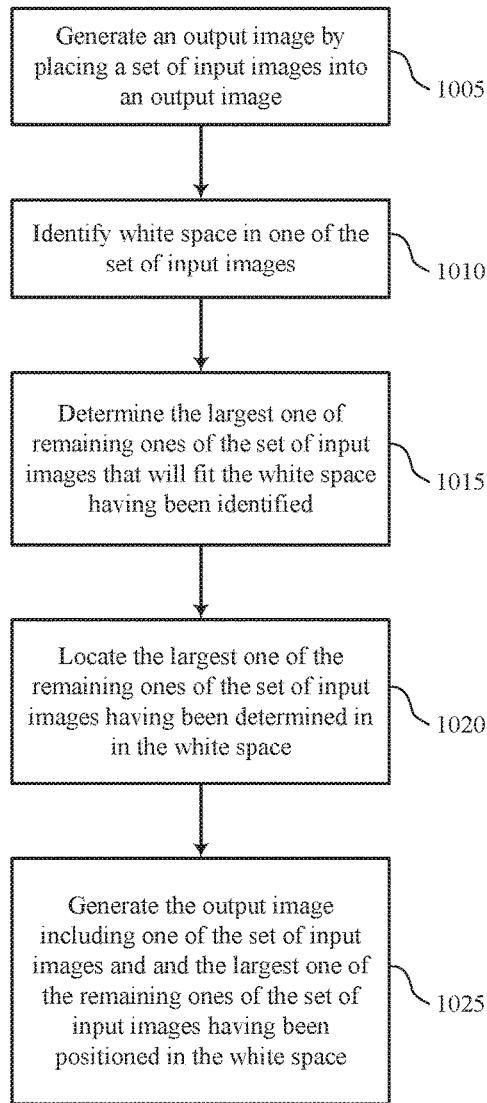 Generate an output image by
placing a set of input images into
an output image
1005
Identify white space in one of the
set of input images
1010
Determine the largest one of
remaining ones of the set of input
images that will fit the white space
having been identified
1015
Locate the largest one of the
remaining ones of the set of input
images having been determined in
in the white space
1020
Generate the output image
including one of the set of input
images and and the largest one of
the remaining ones of the set of
input images having been
positioned in the white space
1025